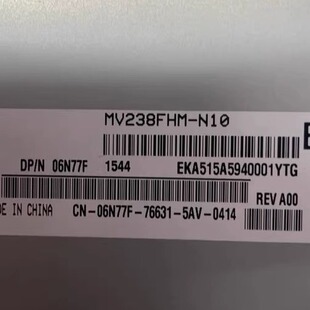 MV238FHM-N10
DP/N 06N77F 1544 EKA515A5940001YTG
DE IN CHINA CN-06N77F-76631-5AV-0414 REV A00